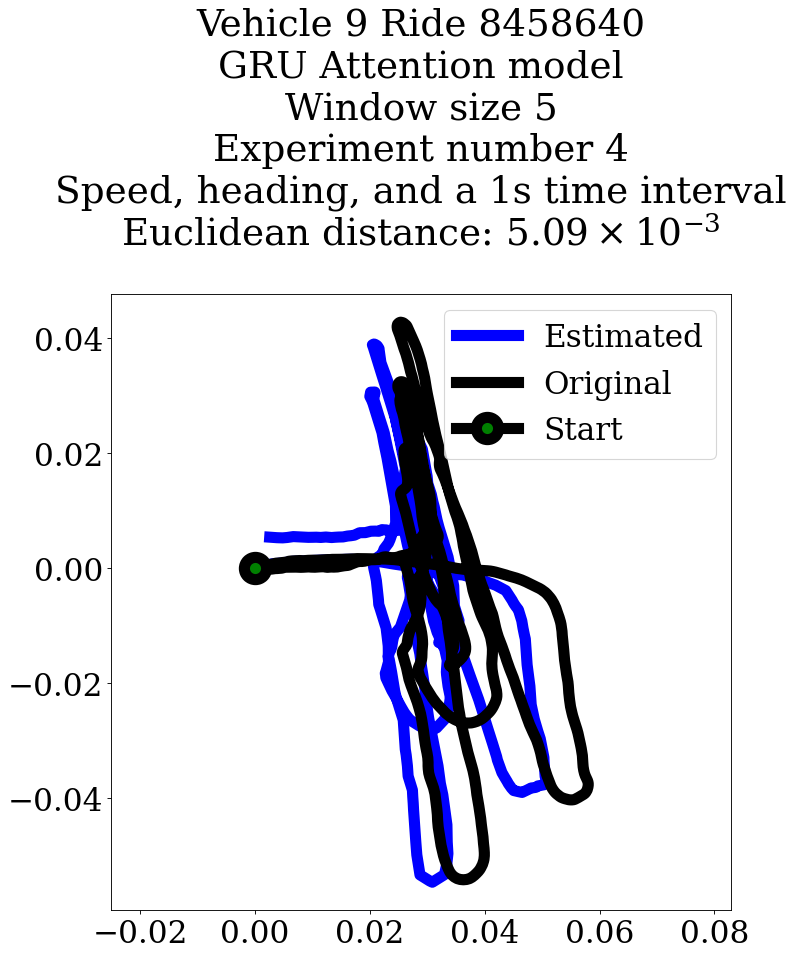 Vehicle 9 Ride 8458640
GRU Attention model
Window size 5
Experiment number 4
Speed, heading, and a 1s time interval
Euclidean distance: 5.09 × 10⁻³
Estimated
Original
Start
0.04
0.02
0.00
−0.02
−0.04
−0.02 0.00 0.02 0.04 0.06 0.08